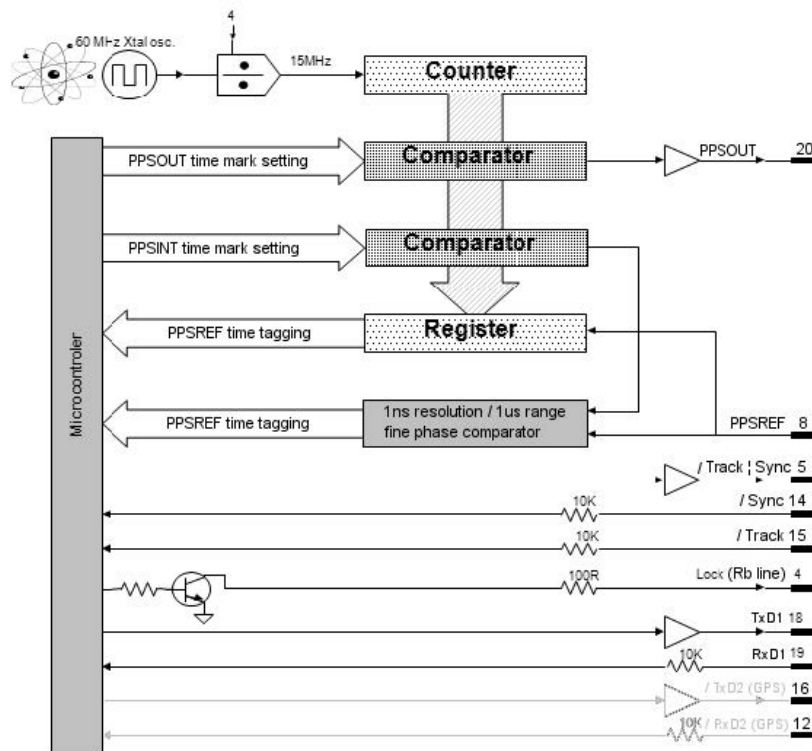 4
60 MHz Xtal osc.
15MHz
Counter
PPSOUT time mark setting
Comparator
PPSOUT
20
PPSINT time mark setting
Comparator
PPSREF time tagging
Register
Microcontroler
PPSREF time tagging
1ns resolution / 1us range
fine phase comparator
PPSREF
8
/ Track ¦ Sync 5
10K
/ Sync 14
10K
/ Track 15
100R
Lock (Rb line) 4
TxD1 18
10K
RxD1 19
/ TxD2 (GPS) 16
10K
/ RxD2 (GPS) 12